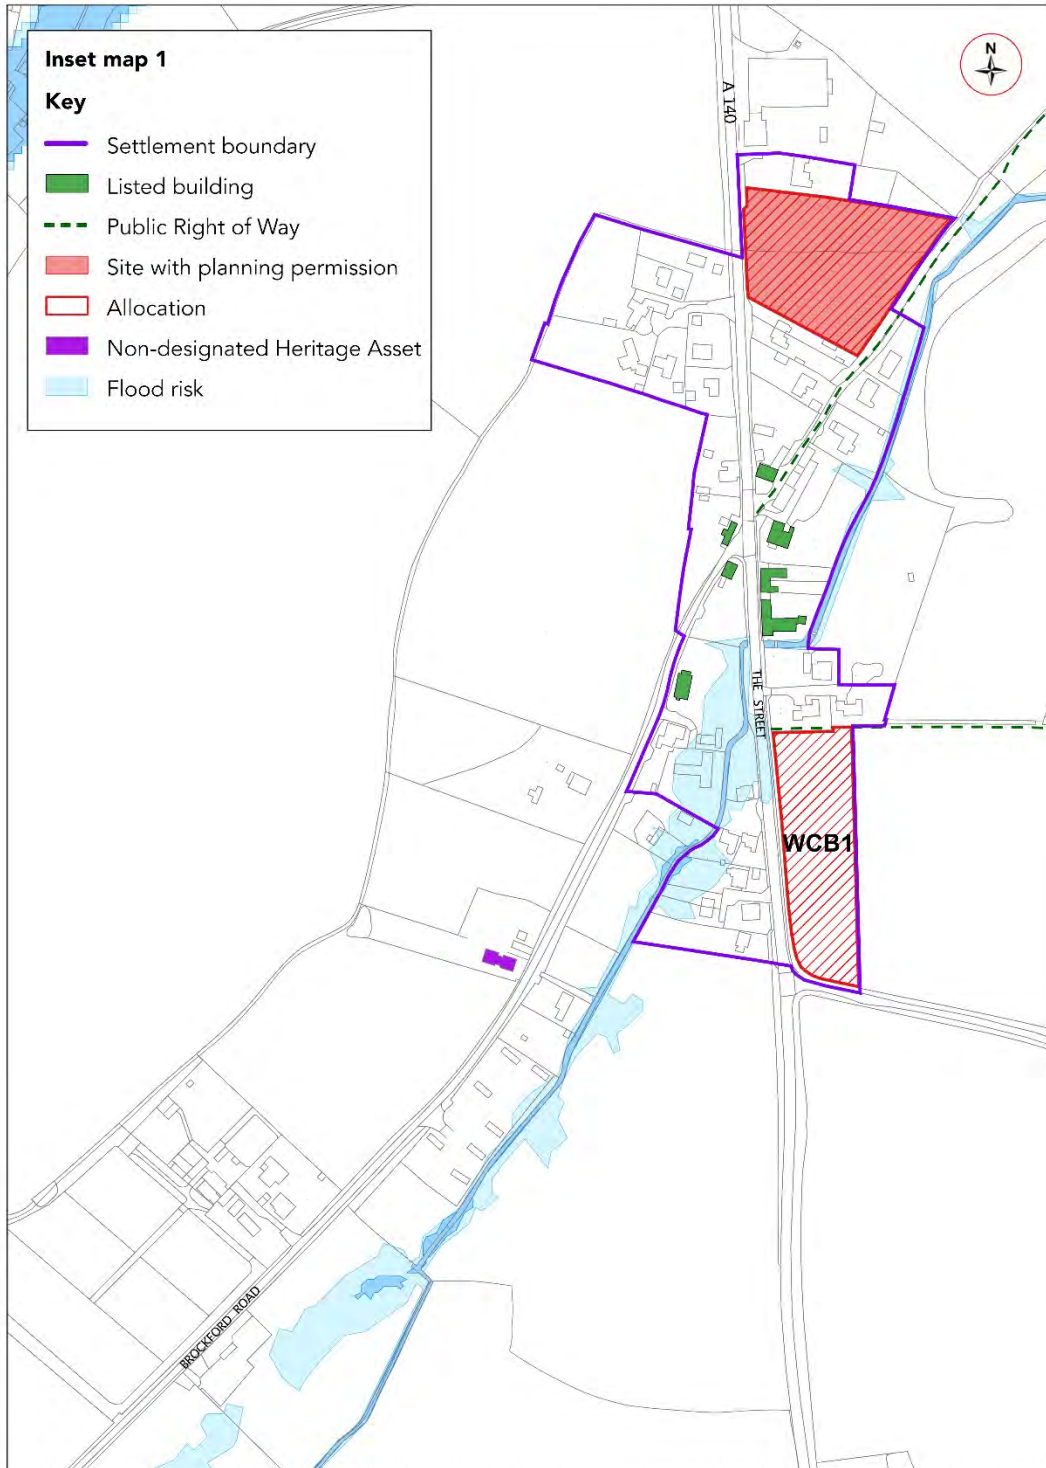 Inset map 1
Key
Settlement boundary
Listed building
Public Right of Way
Site with planning permission
Allocation
Non-designated Heritage Asset
Flood risk
N
A 140
THE STREET
WCB1
BROCKFORD ROAD